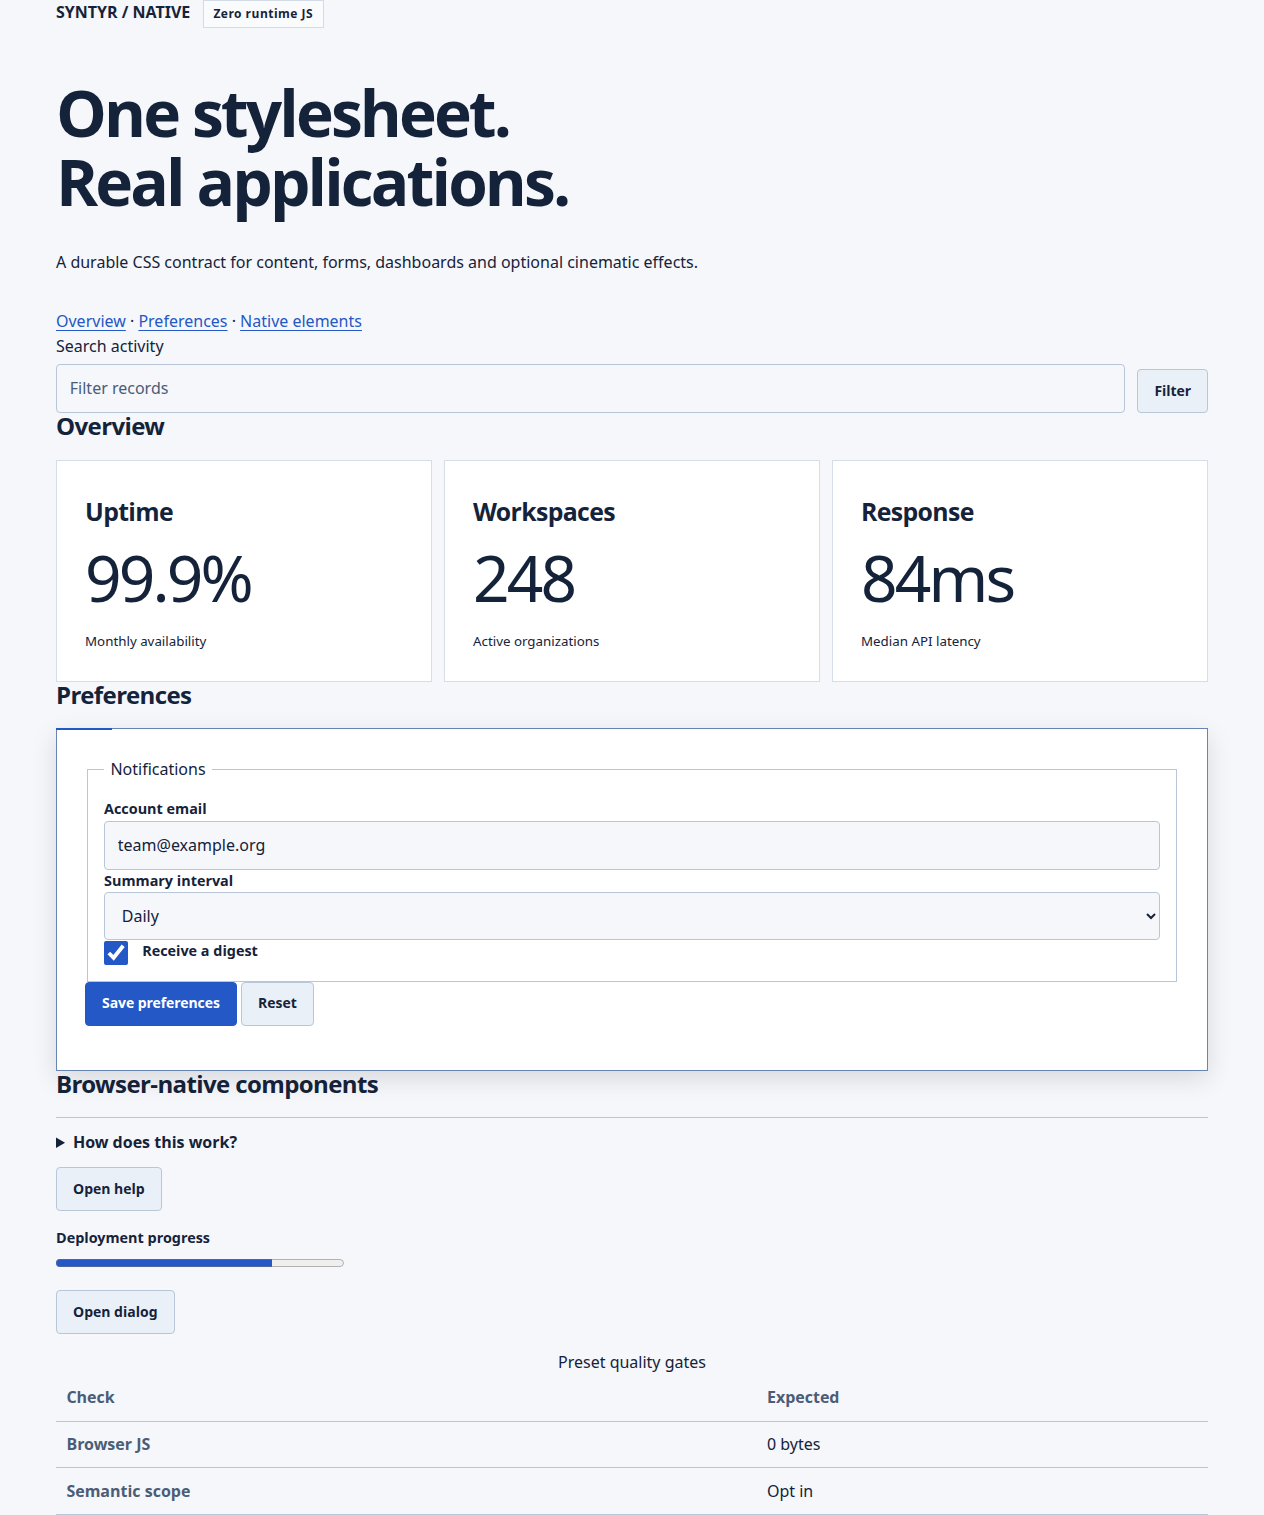 SYNTYR / NATIVE Zero runtime JS
One stylesheet.
Real applications.
A durable CSS contract for content, forms, dashboards and optional cinematic effects.
Overview · Preferences · Native elements
Search activity
Filter records Filter
Overview
Uptime
99.9%
Monthly availability
Workspaces
248
Active organizations
Response
84ms
Median API latency
Preferences
Notifications
Account email
team@example.org
Summary interval
Daily
Receive a digest
Save preferences Reset
Browser-native components
How does this work?
Open help
Deployment progress
Open dialog
Preset quality gates
Check Expected
Browser JS 0 bytes
Semantic scope Opt in